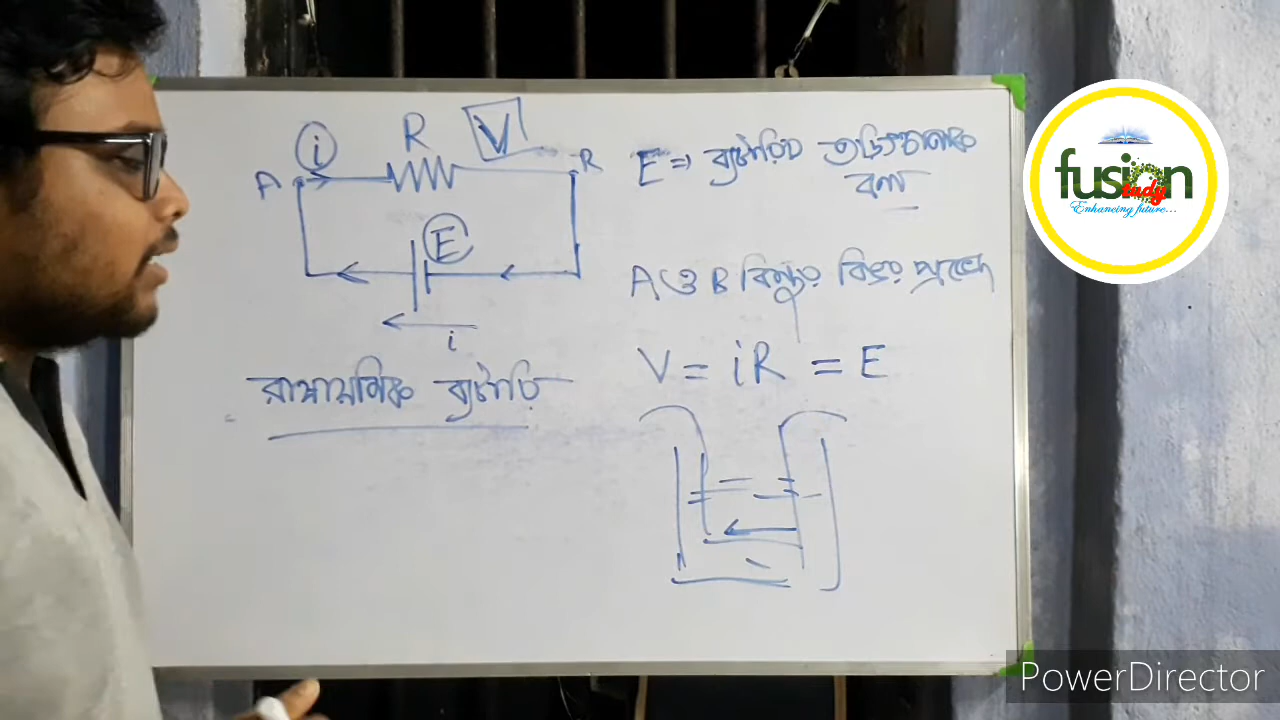 i
R
V
A
R
E
i
রাসায়নিক ব্যাটারি
E ⇒ ব্যাটারির তড়িচ্চালক
বল
A ও B বিন্দুর বিভব প্রভেদ
V = iR = E
fusion
study
Enhancing future...
PowerDirector